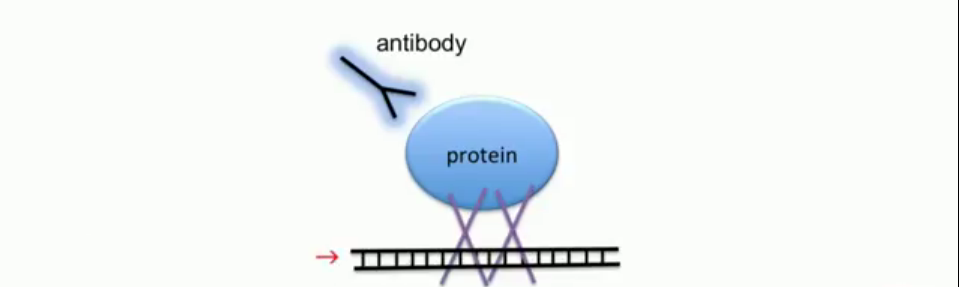 antibody
protein
→